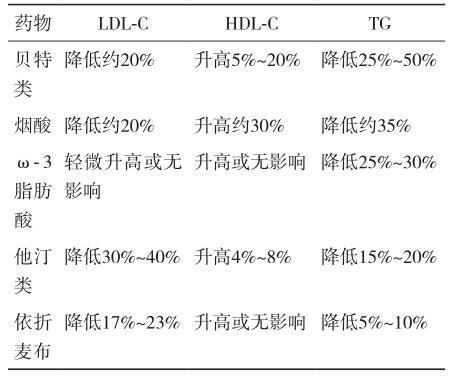 药物 LDL-C HDL-C TG
贝特 降低约20% 升高5%~20% 降低25%~50%
类
烟酸 降低约20% 升高约30% 降低约35%
ω-3 轻微升高或无 升高或无影响 降低25%~30%
脂肪 影响
酸
他汀 降低30%~40% 升高4%~8% 降低15%~20%
类
依折 降低17%~23% 升高或无影响 降低5%~10%
麦布